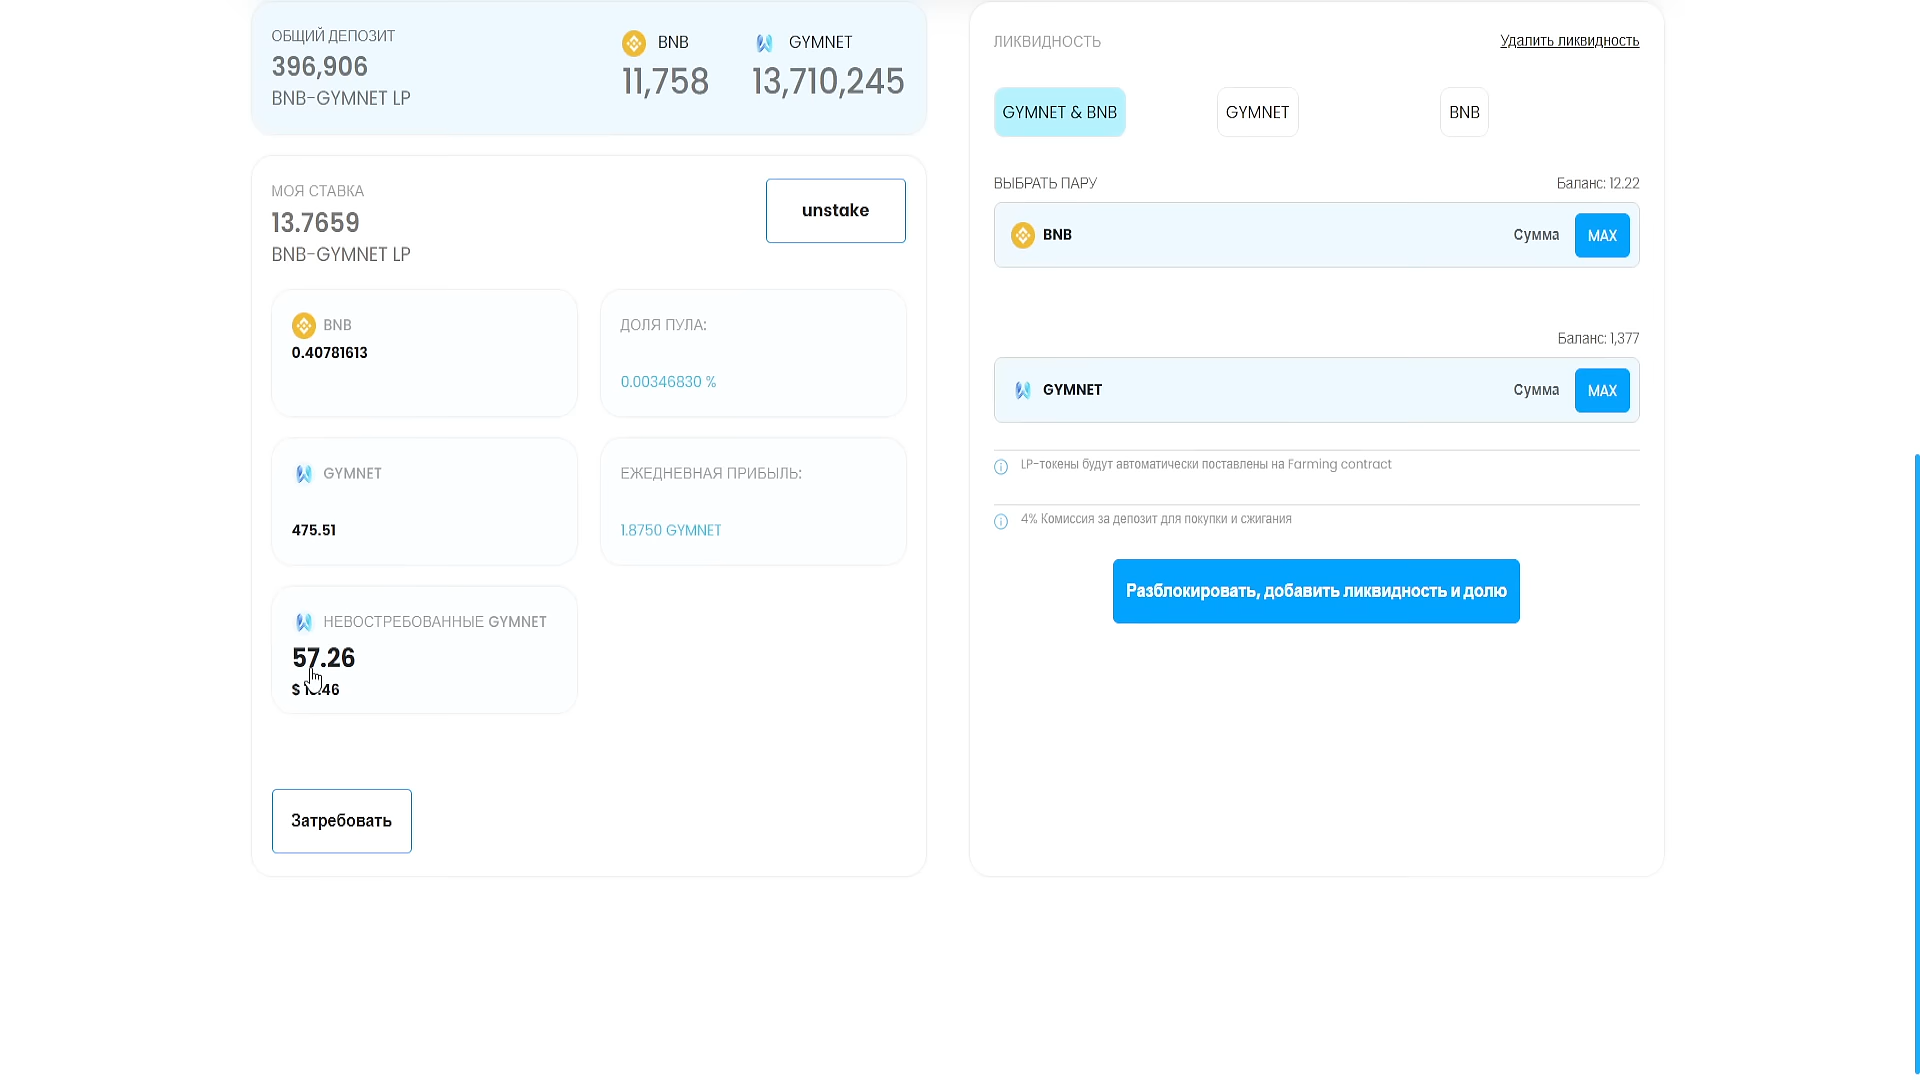 ОБЩИЙ ДЕПОЗИТ
396,906
BNB-GYMNET LP
BNB
11,758
GYMNET
13,710,245
МОЯ СТАВКА
13.7659
BNB-GYMNET LP
unstake
BNB
0.40781613
ДОЛЯ ПУЛА:
0.00346830 %
GYMNET
475.51
ЕЖЕДНЕВНАЯ ПРИБЫЛЬ:
1.8750 GYMNET
НЕВОСТРЕБОВАННЫЕ GYMNET
57.26
Затребовать
ЛИКВИДНОСТЬ
Удалить ликвидность
GYMNET & BNB
GYMNET
BNB
ВЫБРАТЬ ПАРУ
Баланс: 12.22
BNB
Сумма
MAX
Баланс: 1,377
GYMNET
Сумма
MAX
LP-токены будут автоматически поставлены на Farming contract
4% Комиссия за депозит для покупки и сжигания
Разблокировать, добавить ликвидность и долю